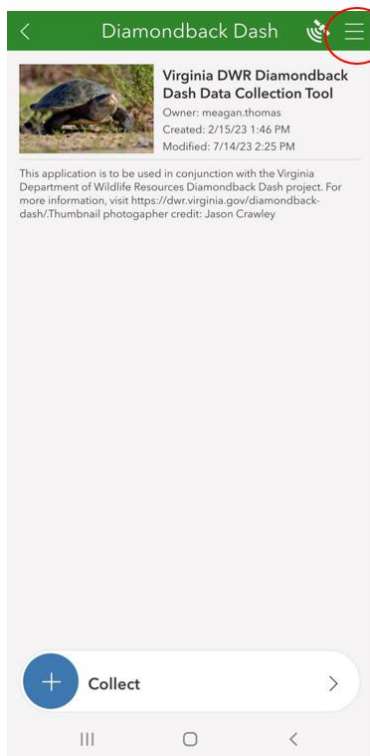 Diamondback Dash
Virginia DWR Diamondback
Dash Data Collection Tool
Owner: meagan.thomas
Created: 2/15/23 1:46 PM
Modified: 7/14/23 2:25 PM
This application is to be used in conjunction with the Virginia
Department of Wildlife Resources Diamondback Dash project. For
more information, visit https://dwr.virginia.gov/diamondback-
dash/.Thumbnail photogapher credit: Jason Crawley
Collect